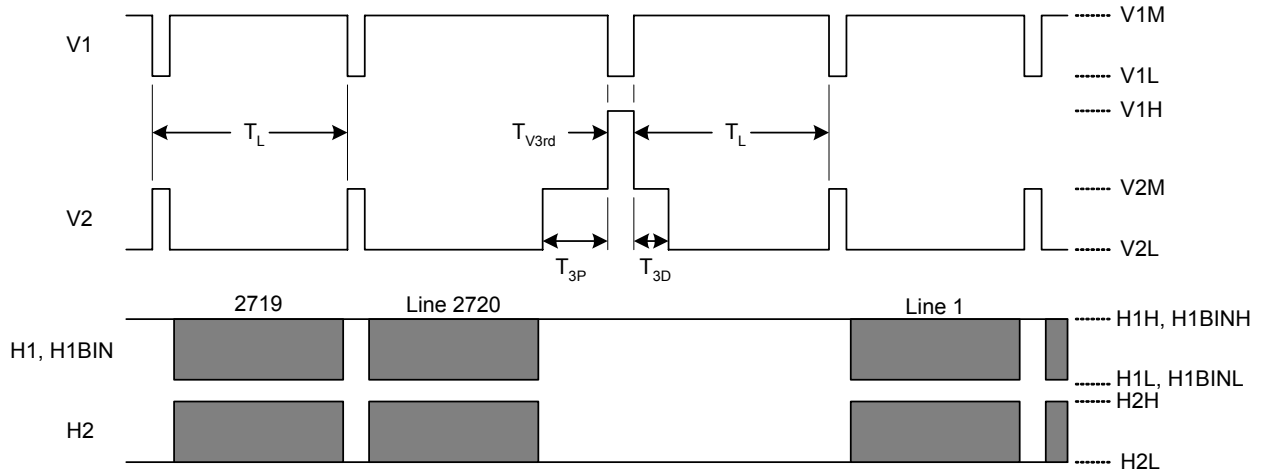 V1
V1M
V1L
V1H
T_L
T_V3rd
T_L
V2
V2M
V2L
T_3P
T_3D
2719
Line 2720
Line 1
H1, H1BIN
H1H, H1BINH
H1L, H1BINL
H2
H2H
H2L